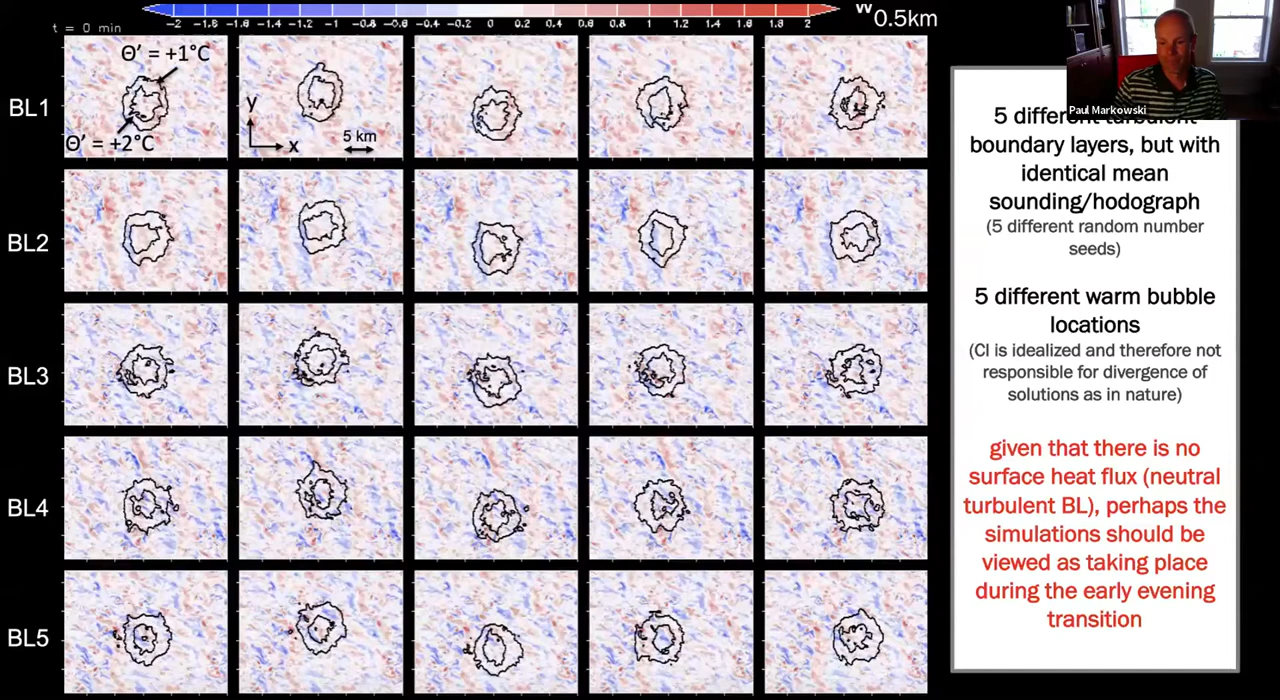 -2 -1.8 -1.6 -1.4 -1 -0.8 -0.6 -0.4 -0.2 0 0.2 0.4 0.6 0.8 1 1.2 1.4 1.6 1.8 2
w0.5km
t = 0 min
Θ’ = +1°C
Θ’ = +2°C
y
x
5 km
BL1
BL2
BL3
BL4
BL5
Paul Markowski
5 different turbulent
boundary layers, but with
identical mean
sounding/hodograph
(5 different random number
seeds)
5 different warm bubble
locations
(CI is idealized and therefore not
responsible for divergence of
solutions as in nature)
given that there is no
surface heat flux (neutral
turbulent BL), perhaps the
simulations should be
viewed as taking place
during the early evening
transition